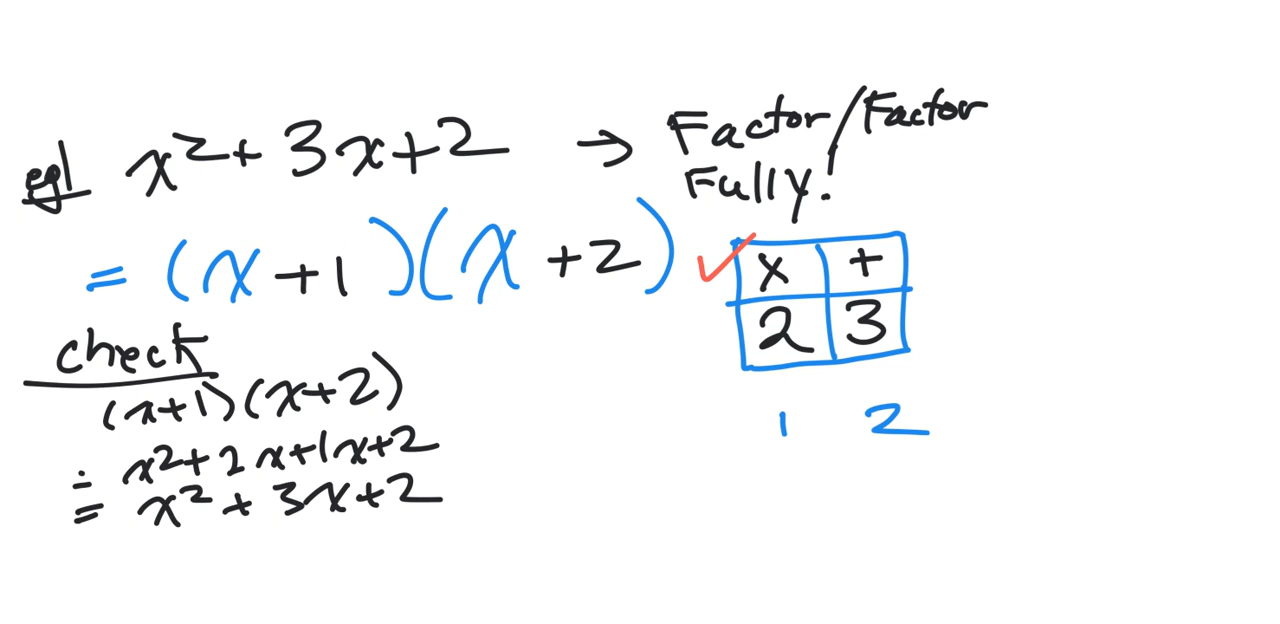 eg1 x²+3x+2 → Factor/Factor
Fully!
= (x+1)(x+2) ✓
x +
2 3
1 2
check
(x+1)(x+2)
= x²+2x+1x+2
= x²+3x+2